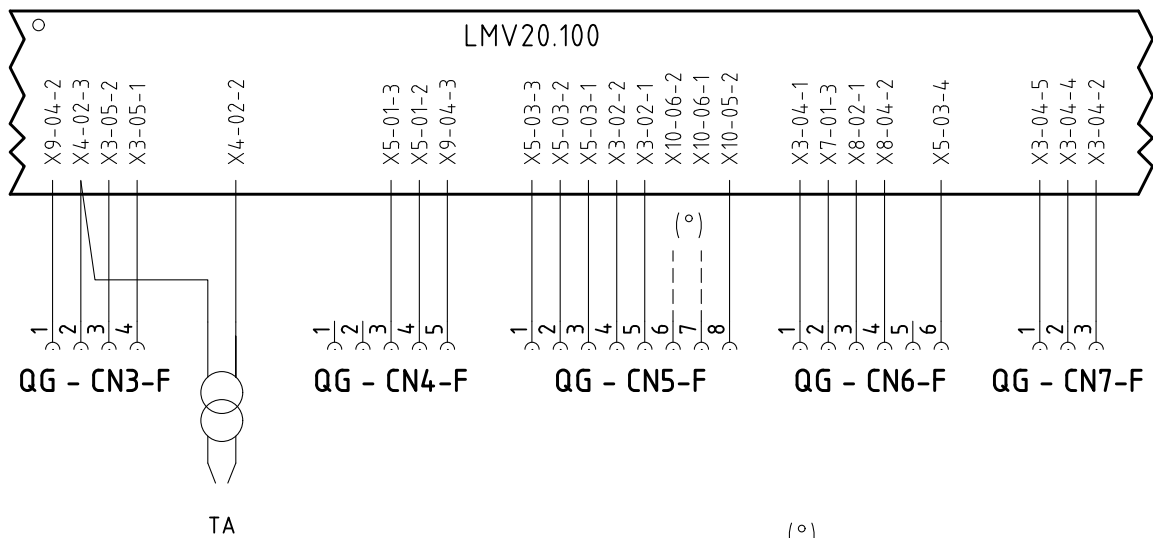 LMV20.100
X9-04-2
X4-02-3
X3-05-2
X3-05-1
X4-02-2
X5-01-3
X5-01-2
X9-04-3
X5-03-3
X5-03-2
X5-03-1
X3-02-2
X3-02-1
X10-06-2
X10-06-1
X10-05-2
X3-04-1
X7-01-3
X8-02-1
X8-04-2
X5-03-4
X3-04-5
X3-04-4
X3-04-2
(°)
1 2 3 4
1 2 3 4 5
1 2 3 4 5 6 7 8
1 2 3 4 5 6
1 2 3
QG - CN3-F
QG - CN4-F
QG - CN5-F
QG - CN6-F
QG - CN7-F
TA
(°)